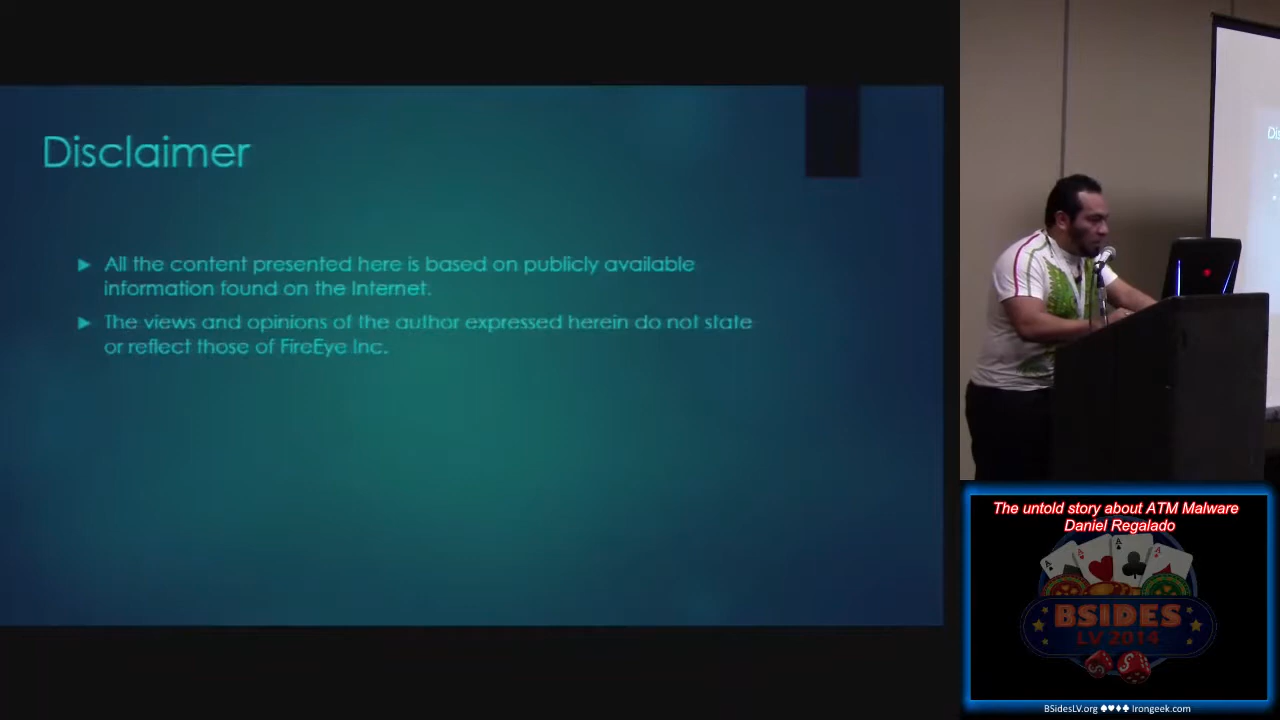 Disclaimer
All the content presented here is based on publicly available
information found on the Internet.
The views and opinions of the author expressed herein do not state
or reflect those of FireEye Inc.
The untold story about ATM Malware
Daniel Regalado
BSIDES
LV 2014
BSidesLV.org ♠♥♦♣ Irongeek.com